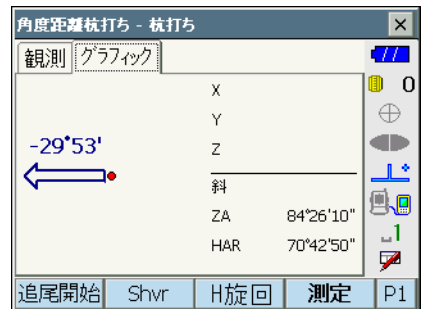 角度距離杭打ち - 杭打ち
観測 グラフィック
0
X
Y
-29°53' Z
斜
ZA 84°26'10"
HAR 70°42'50"
1
追尾開始 Shvr H旋回 測定 P1